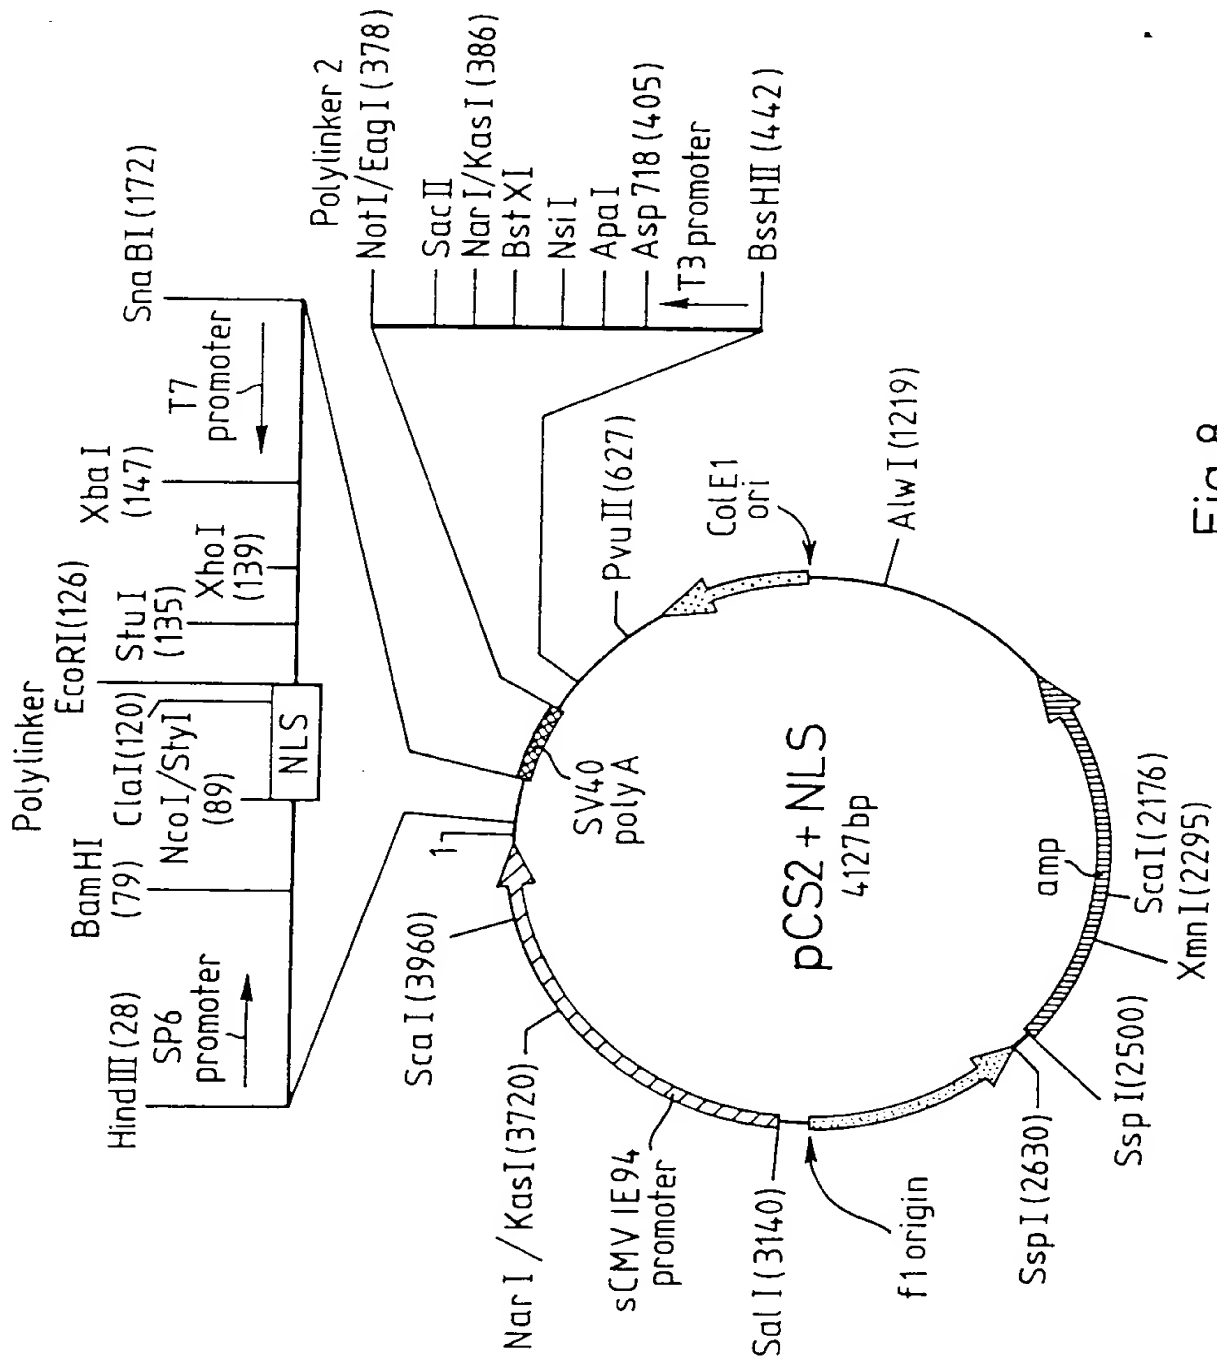 Polylinker
HindIII (28)
SP6
promoter
BamHI
(79)
NcoI/StyI
(89)
ClaI (120)
NLS
EcoRI (126)
StuI
(135)
XhoI
(139)
XbaI
(147)
T7
promoter
SnaBI (172)
Polylinker 2
NotI/EagI (378)
SacII
NarI/KasI (386)
BstXI
NsiI
ApaI
Asp718 (405)
T3 promoter
BssHII (442)
1
SV40
polyA
PvuII (627)
ColE1
ori
AlwI (1219)
pCS2 + NLS
4127bp
amp
ScaI (2176)
XmnI (2295)
SspI (2500)
SspI (2630)
f1 origin
SalI (3140)
sCMV IE94
promoter
NarI / KasI (3720)
ScaI (3960)